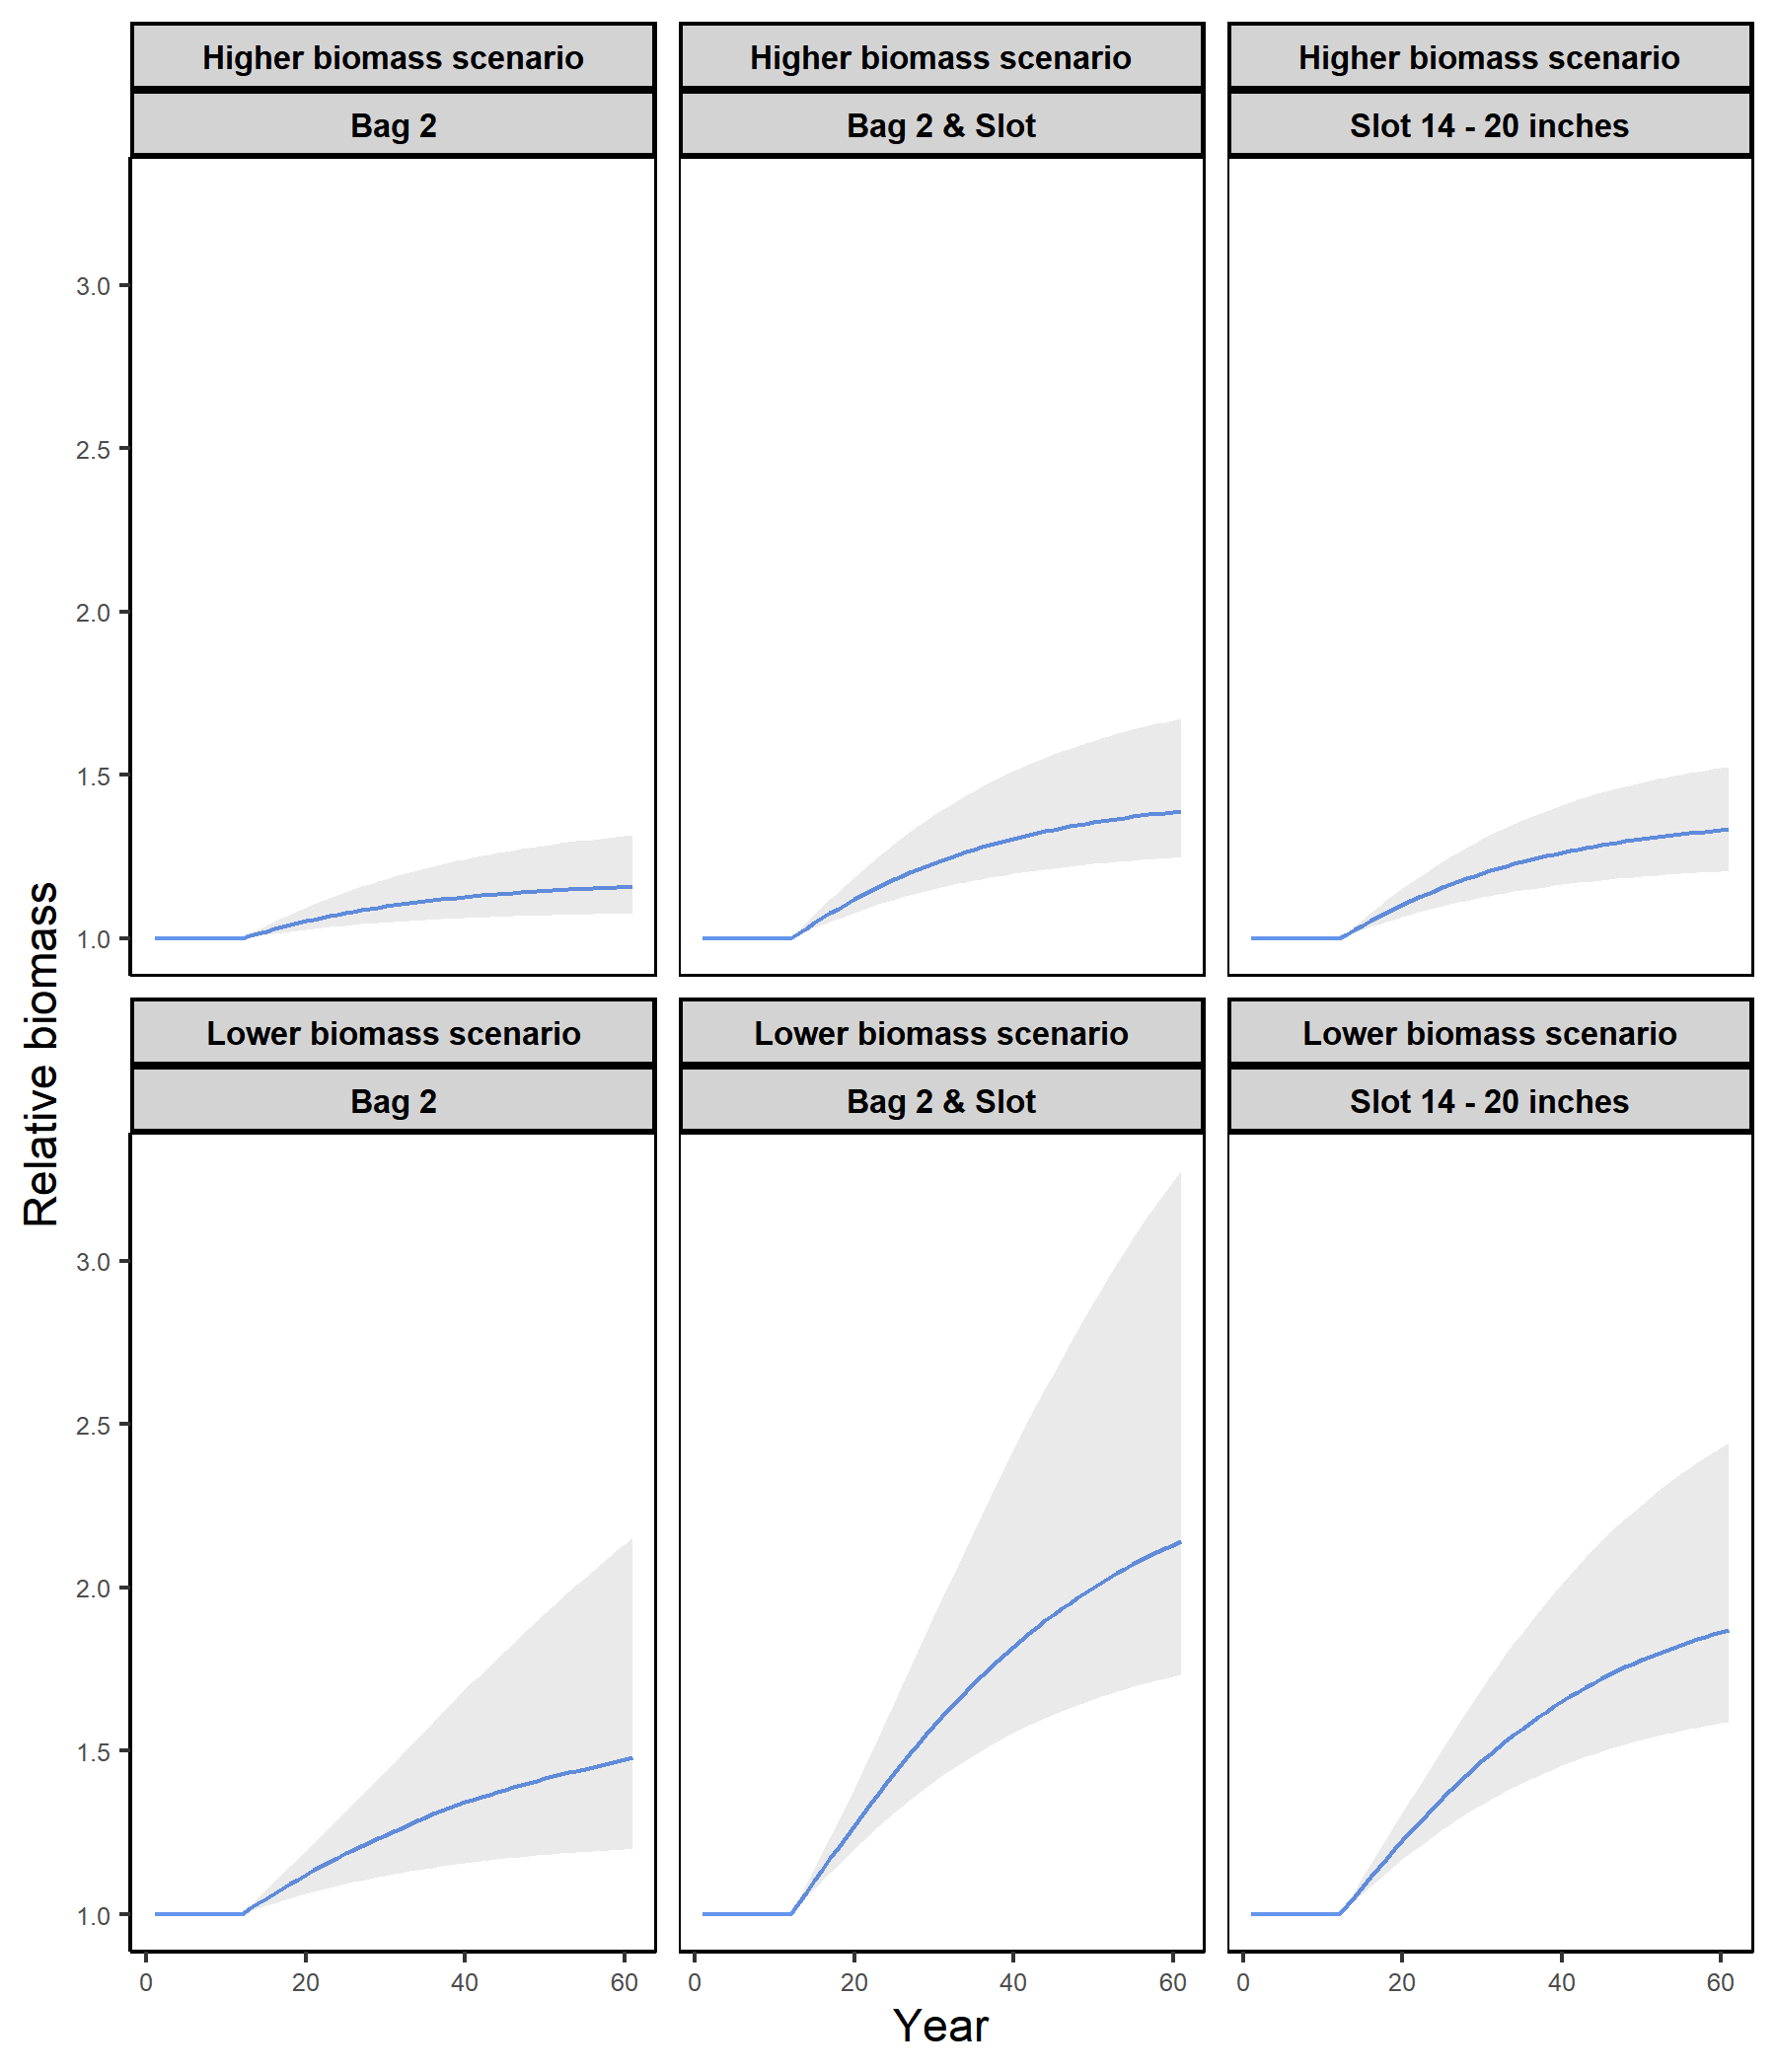 Higher biomass scenario
Bag 2
Higher biomass scenario
Bag 2 & Slot
Higher biomass scenario
Slot 14 - 20 inches
3.0
2.5
2.0
1.5
1.0
Relative biomass
Lower biomass scenario
Bag 2
Lower biomass scenario
Bag 2 & Slot
Lower biomass scenario
Slot 14 - 20 inches
3.0
2.5
2.0
1.5
1.0
0 20 40 60
0 20 40 60
0 20 40 60
Year